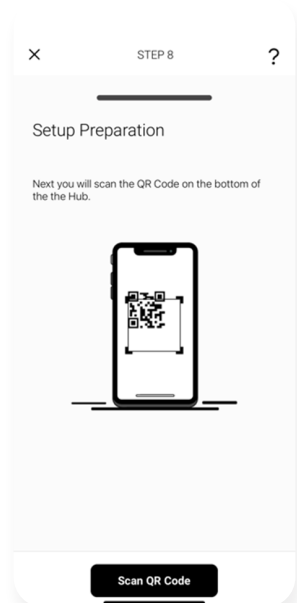 STEP 8
?
Setup Preparation
Next you will scan the QR Code on the bottom of
the the Hub.
Scan QR Code